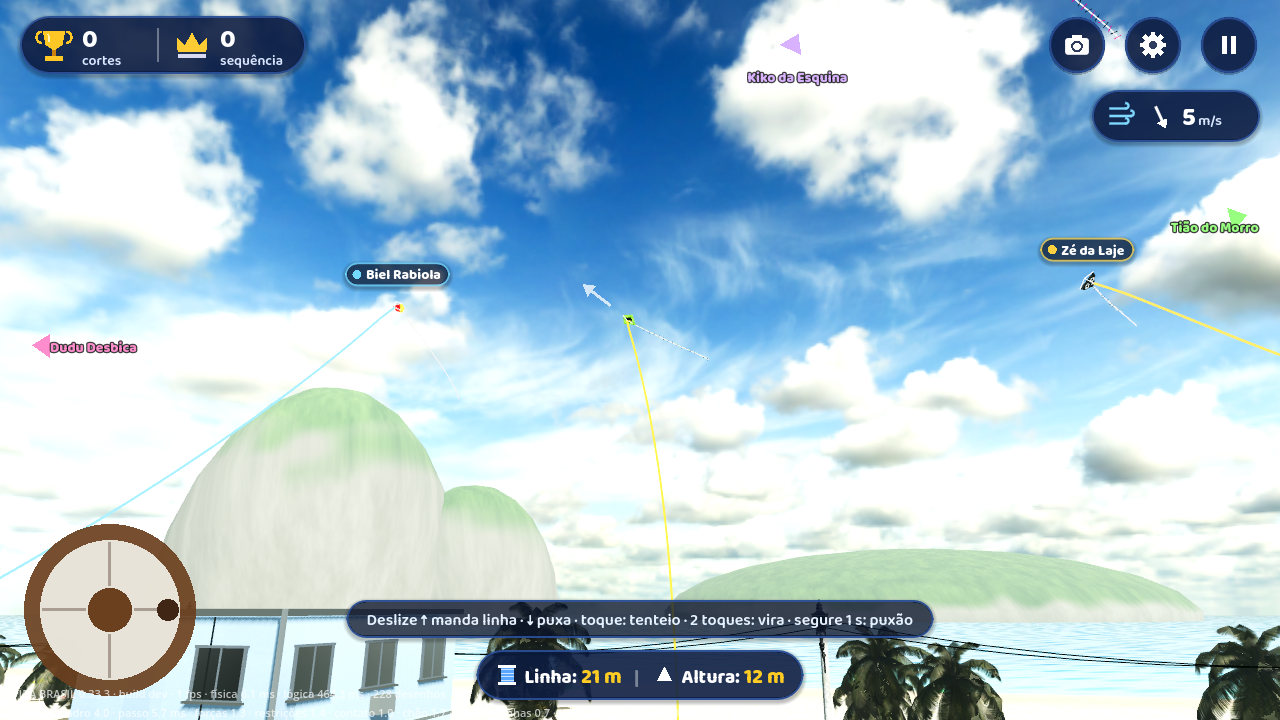 0
cortes
0
sequência
Kiko da Esquina
5 m/s
Tião do Morro
Zé da Laje
Biel Rabiola
Dudu Desbica
Deslize ↑ manda linha · ↓ puxa · toque: tenteio · 2 toques: vira · segure 1 s: puxão
Linha: 21 m | Altura: 12 m